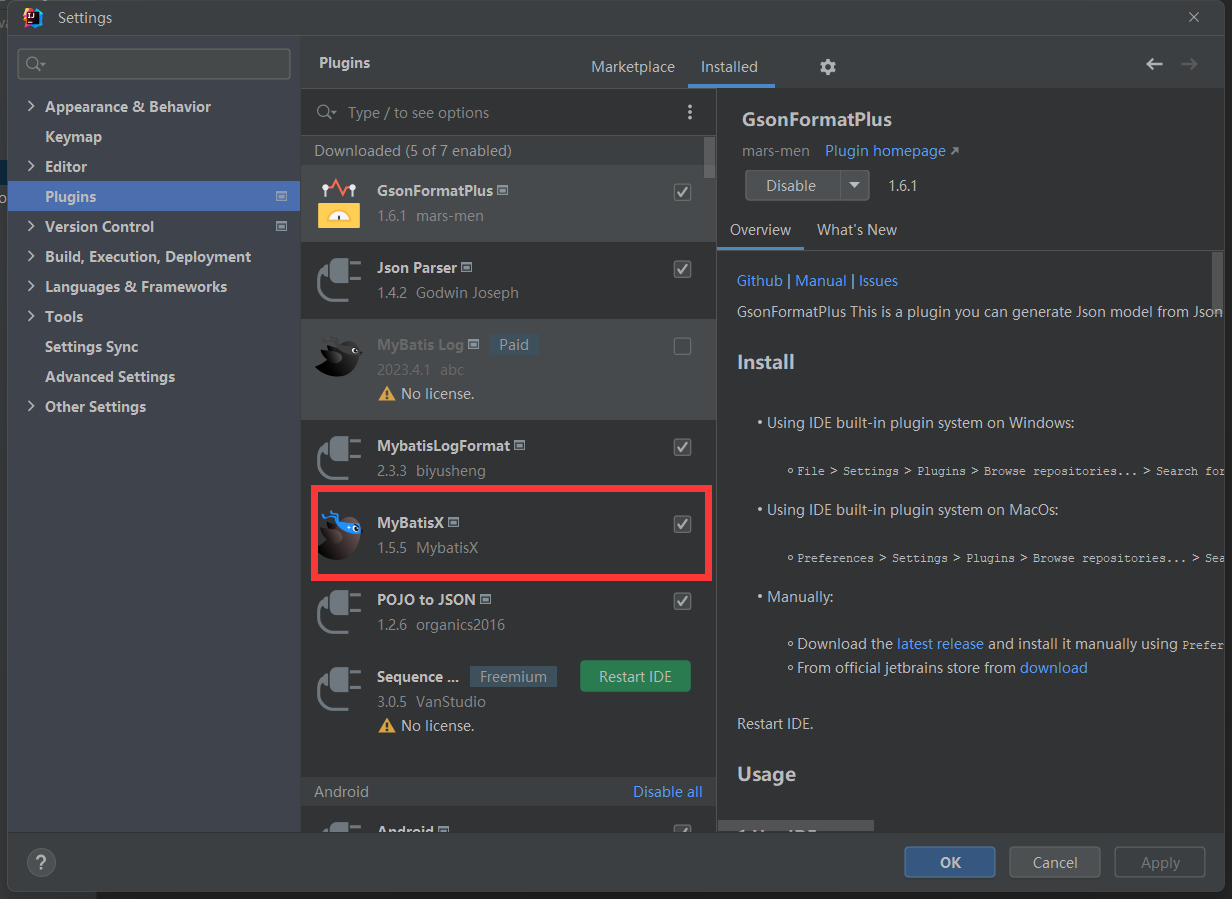 Settings
Appearance & Behavior
Keymap
Editor
Plugins
Version Control
Build, Execution, Deployment
Languages & Frameworks
Tools
Settings Sync
Advanced Settings
Other Settings
Plugins
Marketplace
Installed
Type / to see options
Downloaded (5 of 7 enabled)
GsonFormatPlus
1.6.1 mars-men
Json Parser
1.4.2 Godwin Joseph
MyBatis Log Paid
2023.4.1 abc
No license.
MybatisLogFormat
2.3.3 biyusheng
MyBatisX
1.5.5 MybatisX
POJO to JSON
1.2.6 organics2016
Sequence ... Freemium Restart IDE
3.0.5 VanStudio
No license.
Android Disable all
Android
GsonFormatPlus
mars-men Plugin homepage
Disable 1.6.1
Overview What's New
Github | Manual | Issues
GsonFormatPlus This is a plugin you can generate Json model from Json
Install
• Using IDE built-in plugin system on Windows:
File > Settings > Plugins > Browse repositories... > Search for
• Using IDE built-in plugin system on MacOs:
Preferences > Settings > Plugins > Browse repositories... > Sea
• Manually:
Download the latest release and install it manually using Prefer
From official jetbrains store from download
Restart IDE.
Usage
?
OK
Cancel
Apply